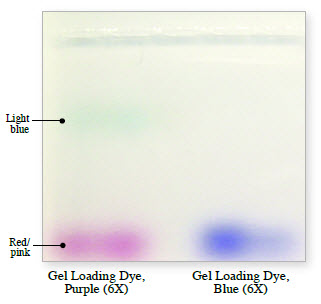 Light
blue
Red/
pink
Gel Loading Dye,
Purple (6X)
Gel Loading Dye,
Blue (6X)